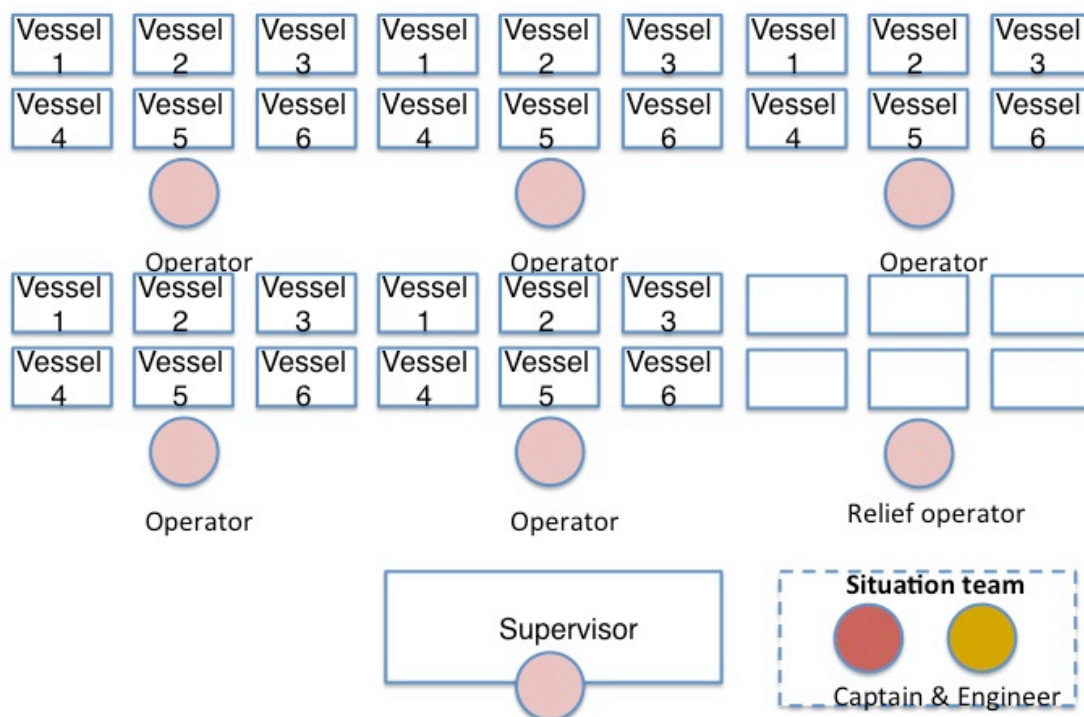 Vessel Vessel Vessel Vessel Vessel Vessel Vessel Vessel Vessel
1 2 3 1 2 3 1 2 3
Vessel Vessel Vessel Vessel Vessel Vessel Vessel Vessel Vessel
4 5 6 4 5 6 4 5 6
Operator Operator Operator
Vessel Vessel Vessel Vessel Vessel Vessel
1 2 3 1 2 3
Vessel Vessel Vessel Vessel Vessel Vessel
4 5 6 4 5 6
Operator Operator Relief operator
Supervisor
Situation team
Captain & Engineer